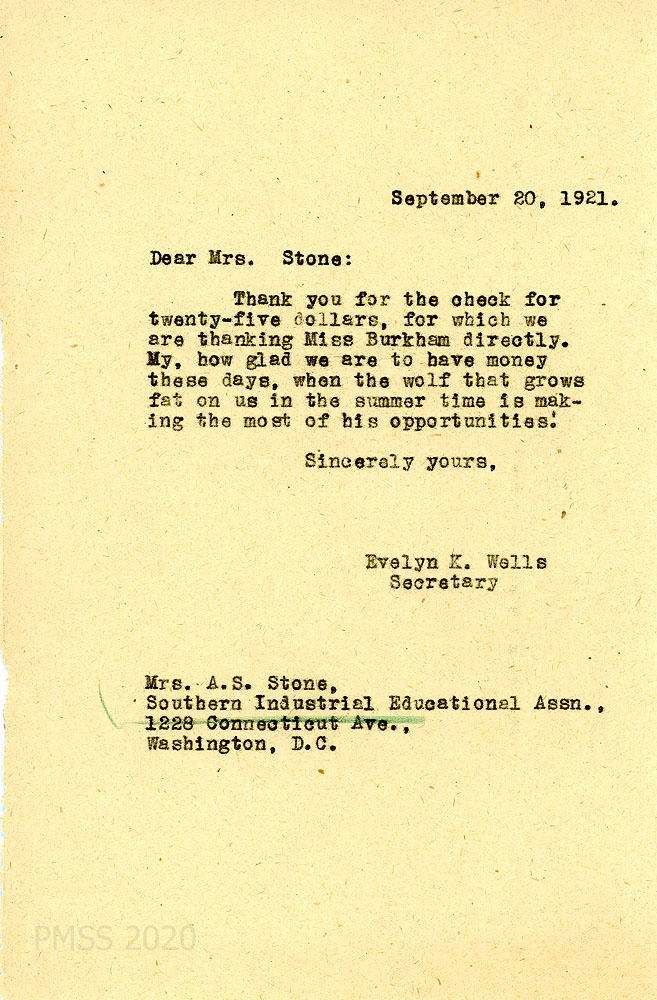 September 20, 1921.
Dear Mrs. Stone:
Thank you for the check for
twenty-five dollars, for which we
are thanking Miss Burkham directly.
My, how glad we are to have money
these days, when the wolf that grows
fat on us in the summer time is mak-
ing the most of his opportunities!
Sincerely yours,
Evelyn K. Wells
Secretary
Mrs. A.S. Stone,
Southern Industrial Educational Assn.,
1228 Connecticut Ave.,
Washington, D.C.
PMSS 2020